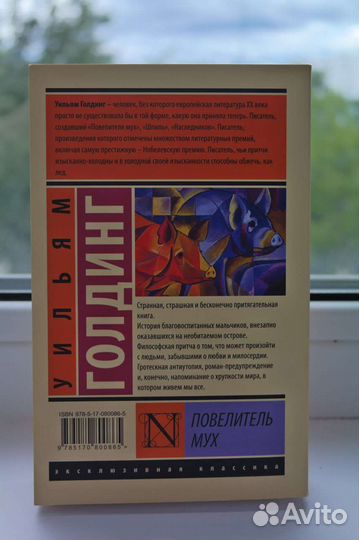 Уильям Голдинг – человек, без которого европейская литература XX века
просто не существовала бы в той форме, какую она приняла теперь. Писатель,
создавший «Повелителя мух», «Шпиль», «Наследников». Писатель,
произведения которого отмечены множеством литературных премий,
включая самую престижную – Нобелевскую премию. Писатель, чьи притчи
изысканно-холодны и в холодной своей изысканности способны обжечь, как
лед.
УИЛЬЯМ
ГОЛДИНГ
Странная, страшная и бесконечно притягательная
книга.
История благовоспитанных мальчиков, внезапно
оказавшихся на необитаемом острове.
Философская притча о том, что может произойти
с людьми, забывшими о любви и милосердии.
Гротескная антиутопия, роман-предупреждение
и, конечно, напоминание о хрупкости мира, в
котором живем мы все.
ISBN 978-5-17-080086-5
9 785170 800865
N
ПОВЕЛИТЕЛЬ
МУХ
эксклюзивная классика
Avito